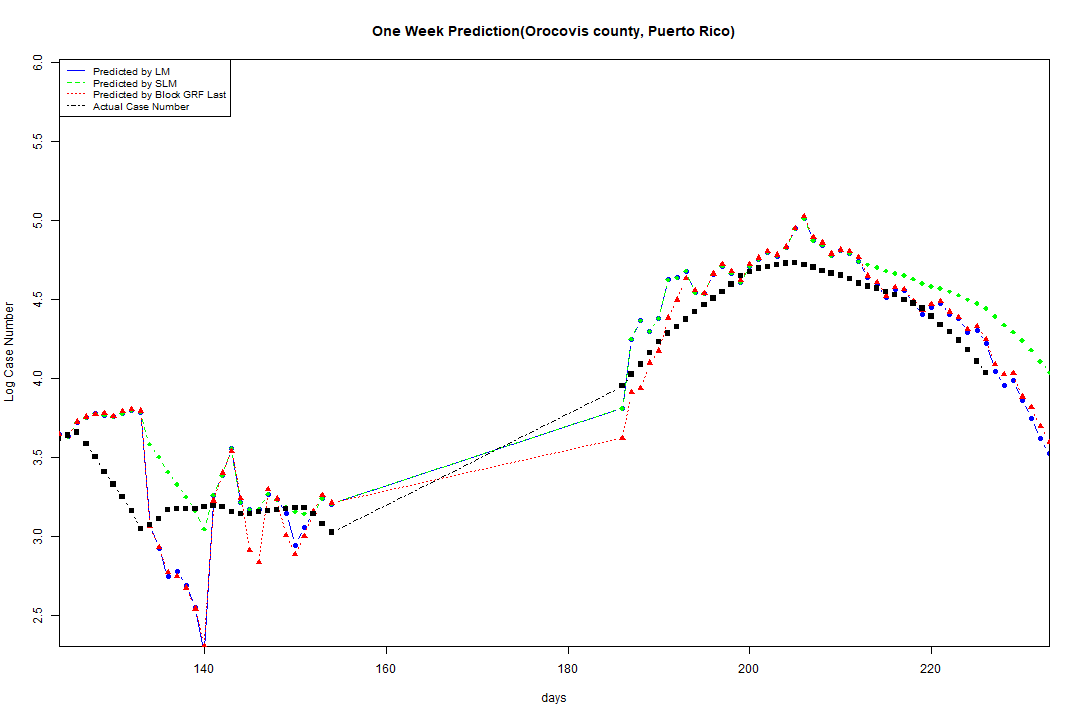 One Week Prediction(Orocovis county, Puerto Rico)
6.0
Predicted by LM
Predicted by SLM
Predicted by Block GRF Last
Actual Case Number
5.5
5.0
4.5
4.0
3.5
3.0
2.5
Log Case Number
140 160 180 200 220
days